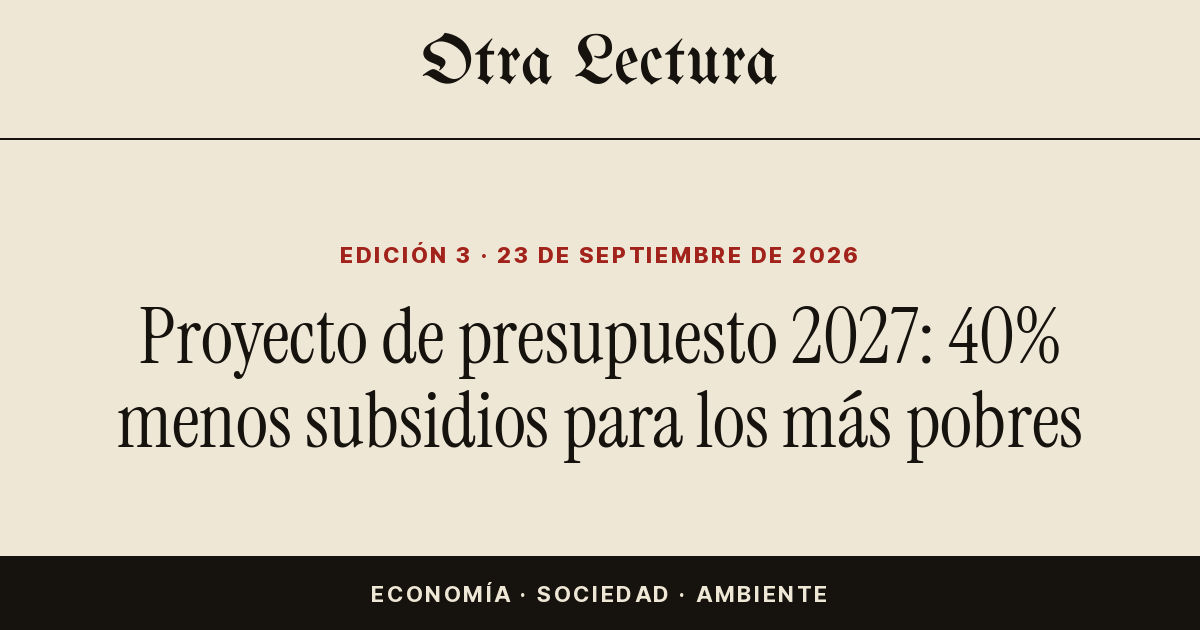 Otra Lectura
EDICIÓN 3 · 23 DE SEPTIEMBRE DE 2026
Proyecto de presupuesto 2027: 40%
menos subsidios para los más pobres
ECONOMÍA · SOCIEDAD · AMBIENTE